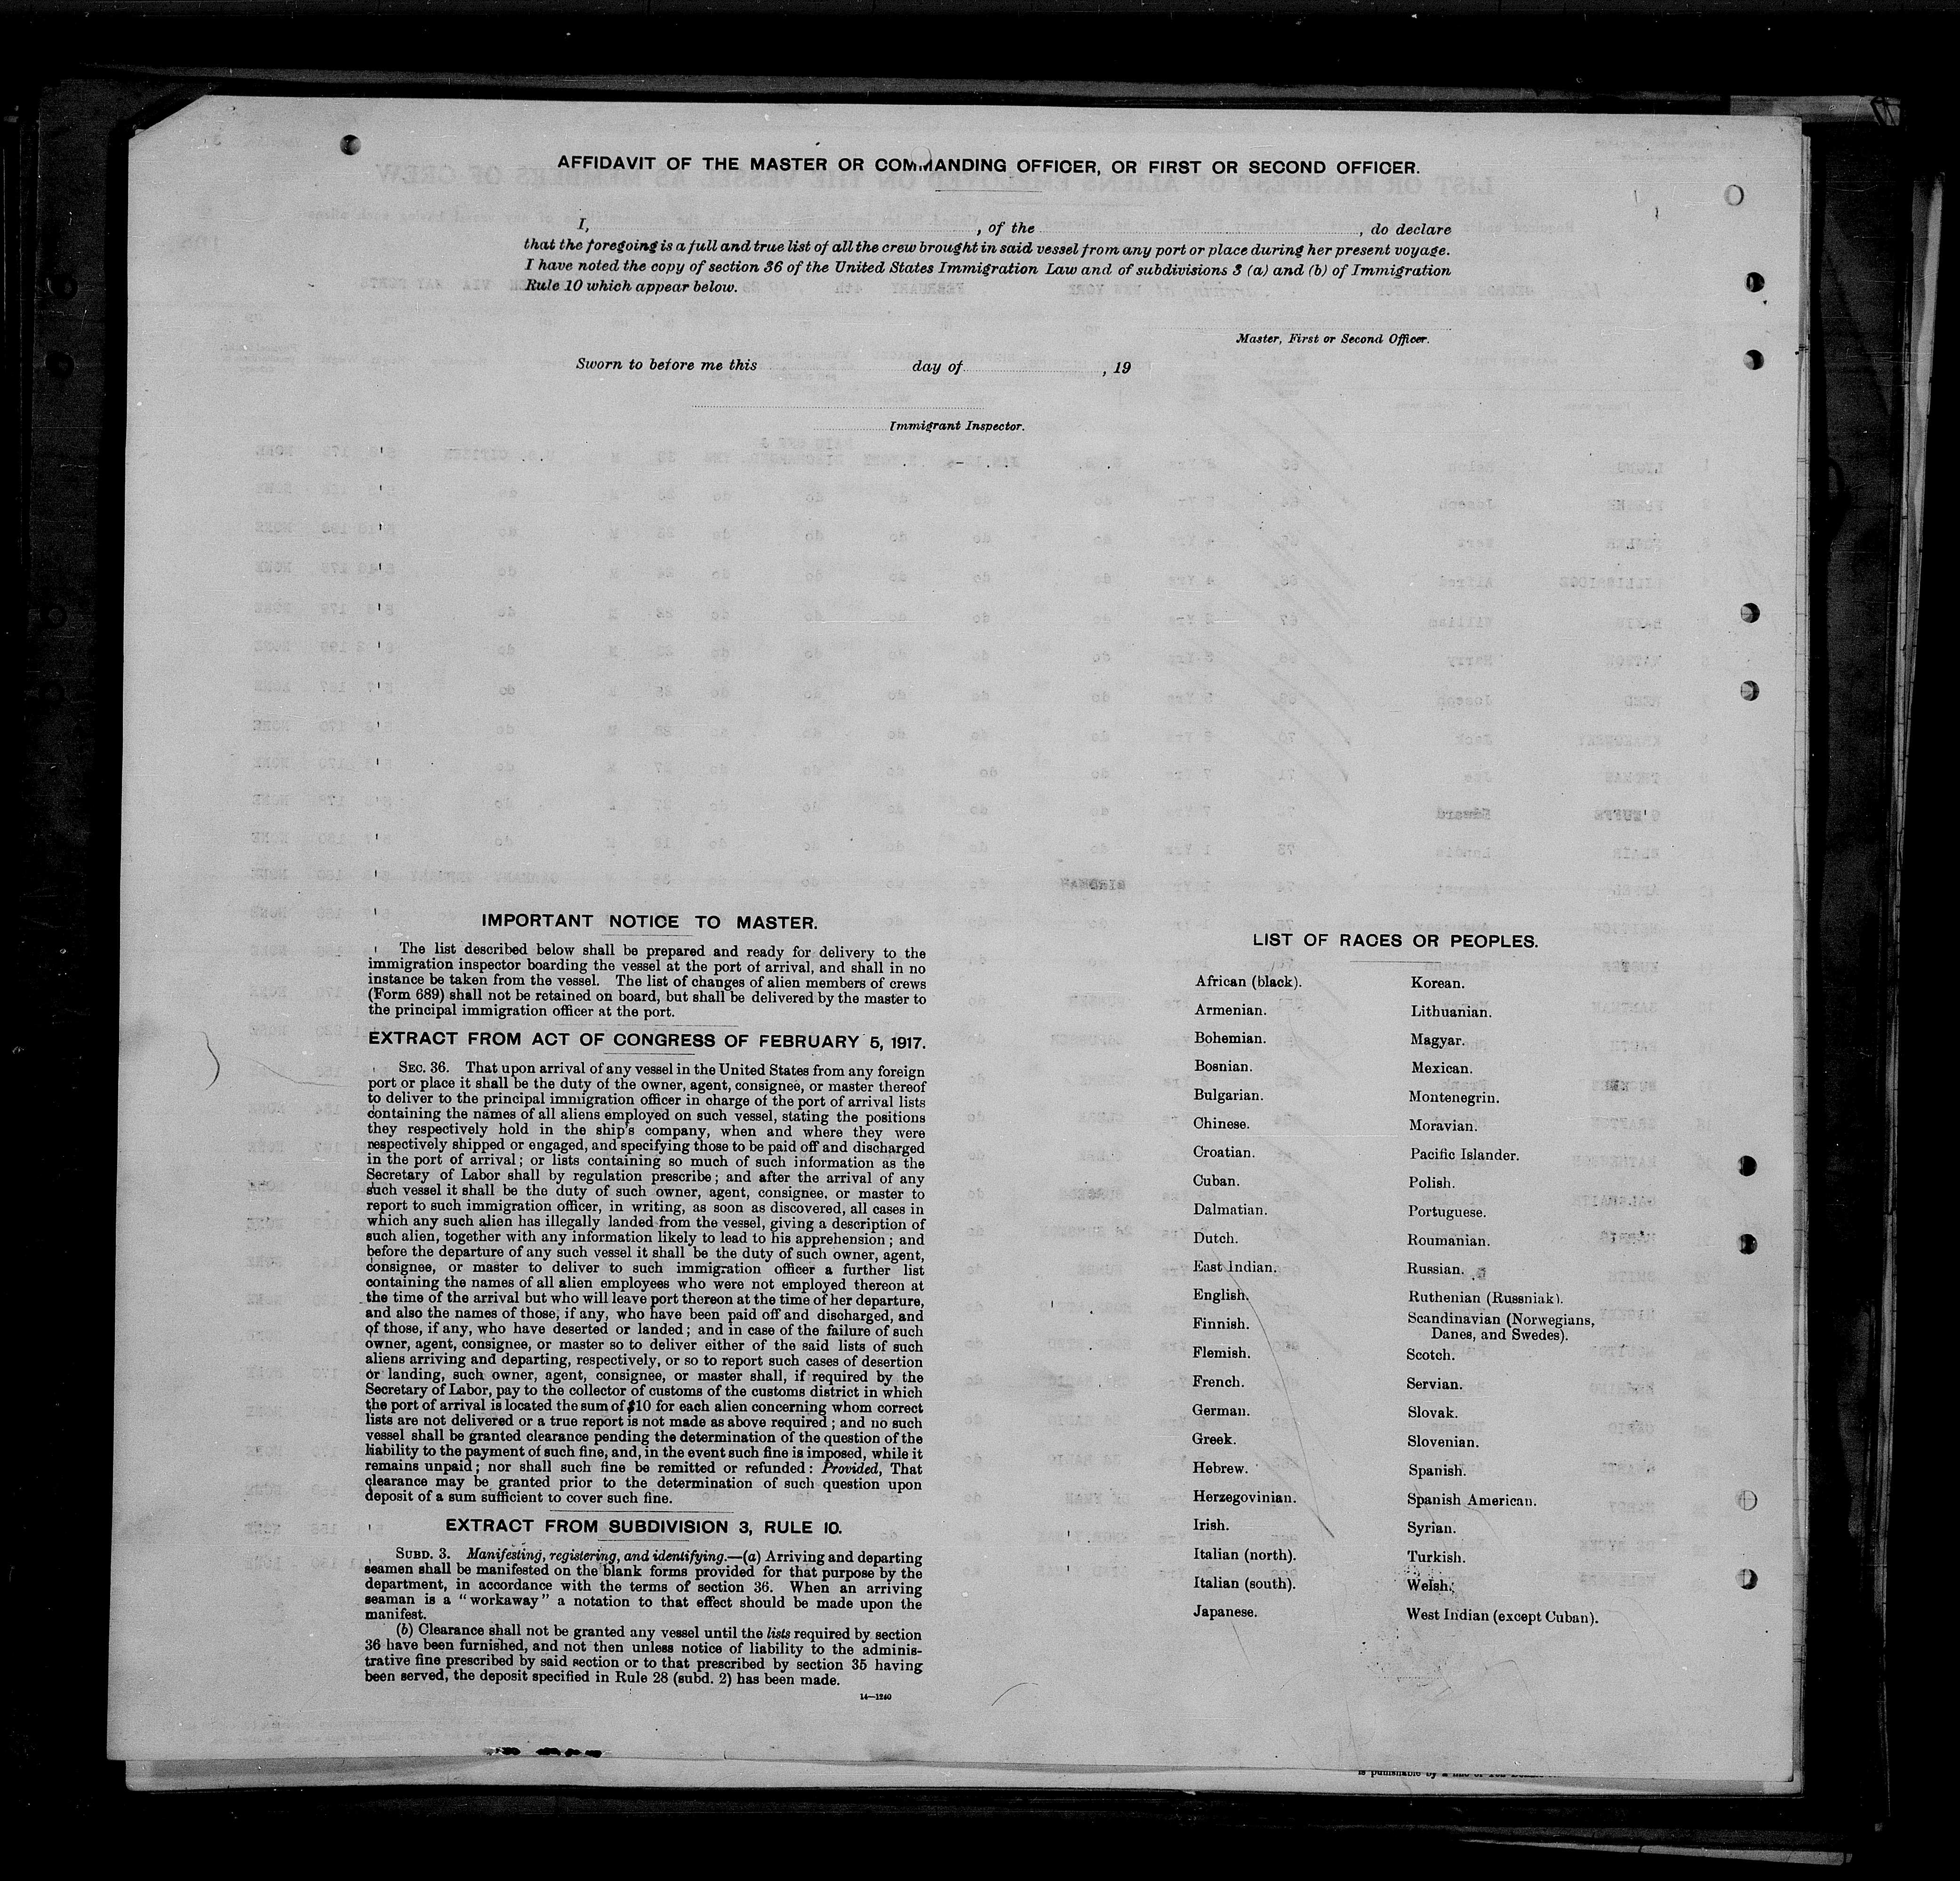 AFFIDAVIT OF THE MASTER OR COMMANDING OFFICER, OR FIRST OR SECOND OFFICER.
I, , of the , do declare
that the foregoing is a full and true list of all the crew brought in said vessel from any port or place during her present voyage.
I have noted the copy of section 36 of the United States Immigration Law and of subdivisions 3 (a) and (b) of Immigration
Rule 10 which appear below.
Master, First or Second Officer.
Sworn to before me this day of , 19
Immigrant Inspector.
IMPORTANT NOTICE TO MASTER.
The list described below shall be prepared and ready for delivery to the
immigration inspector boarding the vessel at the port of arrival, and shall in no
instance be taken from the vessel. The list of changes of alien members of crews
(Form 689) shall not be retained on board, but shall be delivered by the master to
the principal immigration officer at the port.
EXTRACT FROM ACT OF CONGRESS OF FEBRUARY 5, 1917.
SEC. 36. That upon arrival of any vessel in the United States from any foreign
port or place it shall be the duty of the owner, agent, consignee, or master thereof
to deliver to the principal immigration officer in charge of the port of arrival lists
containing the names of all aliens employed on such vessel, stating the positions
they respectively hold in the ship's company, when and where they were
respectively shipped or engaged, and specifying those to be paid off and discharged
in the port of arrival; or lists containing so much of such information as the
Secretary of Labor shall by regulation prescribe; and after the arrival of any
such vessel it shall be the duty of such owner, agent, consignee, or master to
report to such immigration officer, in writing, as soon as discovered, all cases in
which any such alien has illegally landed from the vessel, giving a description of
such alien, together with any information likely to lead to his apprehension; and
before the departure of any such vessel it shall be the duty of such owner, agent,
consignee, or master to deliver to such immigration officer a further list
containing the names of all alien employees who were not employed thereon at
the time of the arrival but who will leave port thereon at the time of her departure,
and also the names of those, if any, who have been paid off and discharged, and
of those, if any, who have deserted or landed; and in case of the failure of such
owner, agent, consignee, or master so to deliver either of the said lists of such
aliens arriving and departing, respectively, or so to report such cases of desertion
or landing, such owner, agent, consignee, or master shall, if required by the
Secretary of Labor, pay to the collector of customs of the customs district in which
the port of arrival is located the sum of $10 for each alien concerning whom correct
lists are not delivered or a true report is not made as above required; and no such
vessel shall be granted clearance pending the determination of the question of the
liability to the payment of such fine, and, in the event such fine is imposed, while it
remains unpaid; nor shall such fine be remitted or refunded: Provided, That
clearance may be granted prior to the determination of such question upon
deposit of a sum sufficient to cover such fine.
EXTRACT FROM SUBDIVISION 3, RULE 10.
SUBD. 3. Manifesting, registering, and identifying.—(a) Arriving and departing
seamen shall be manifested on the blank forms provided for that purpose by the
department, in accordance with the terms of section 36. When an arriving
seaman is a "workaway" a notation to that effect should be made upon the
manifest.
(b) Clearance shall not be granted any vessel until the lists required by section
36 have been furnished, and not then unless notice of liability to the adminis-
trative fine prescribed by said section or to that prescribed by section 35 having
been served, the deposit specified in Rule 28 (subd. 2) has been made.
14—1240
LIST OF RACES OR PEOPLES.
African (black).
Armenian.
Bohemian.
Bosnian.
Bulgarian.
Chinese.
Croatian.
Cuban.
Dalmatian.
Dutch.
East Indian.
English.
Finnish.
Flemish.
French.
German.
Greek.
Hebrew.
Herzegovinian.
Irish.
Italian (north).
Italian (south).
Japanese.
Korean.
Lithuanian.
Magyar.
Mexican.
Montenegrin.
Moravian.
Pacific Islander.
Polish.
Portuguese.
Roumanian.
Russian.
Ruthenian (Russniak).
Scandinavian (Norwegians,
Danes, and Swedes).
Scotch.
Servian.
Slovak.
Slovenian.
Spanish.
Spanish American.
Syrian.
Turkish.
Welsh.
West Indian (except Cuban).
is punishable by a fine of